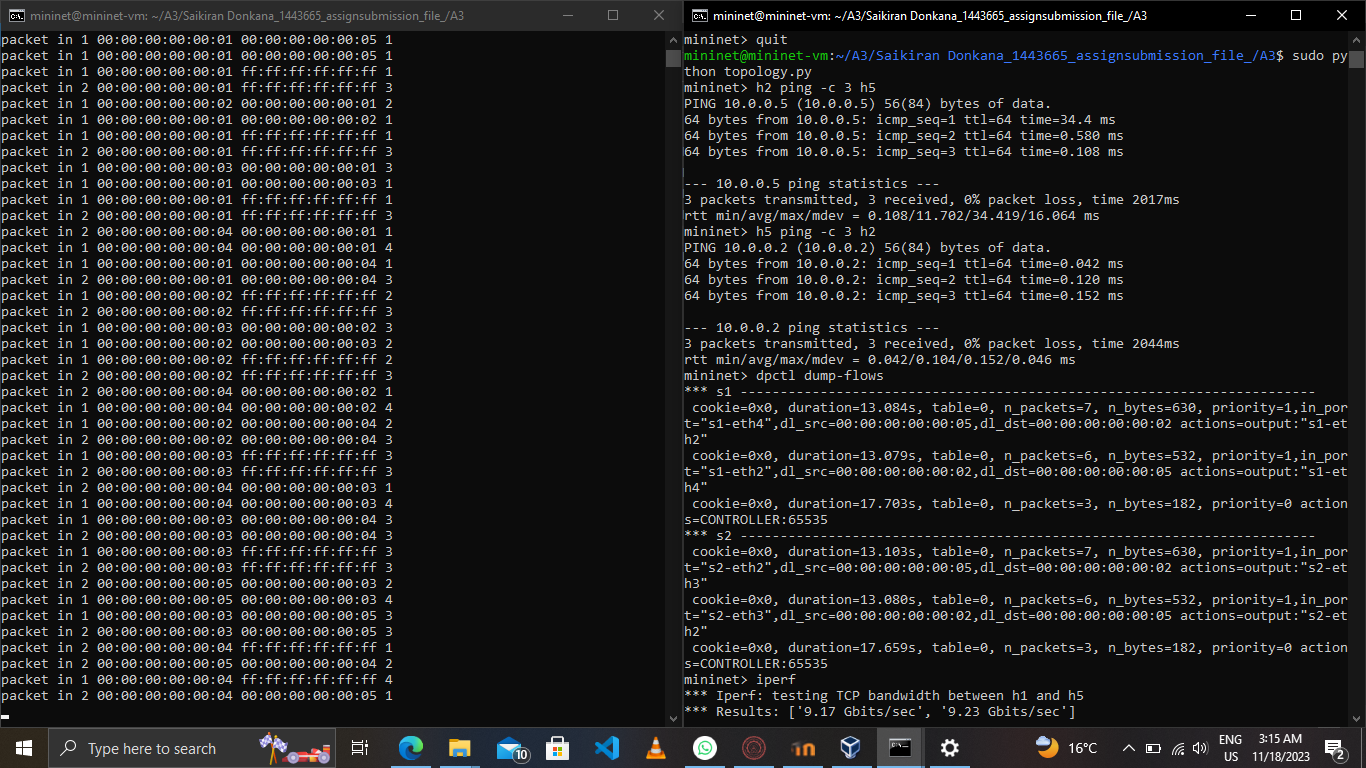 mininet@mininet-vm: ~/A3/Saikiran Donkana_1443665_assignsubmission_file_/A3
packet in 1 00:00:00:00:00:01 00:00:00:00:00:05 1
packet in 1 00:00:00:00:00:01 00:00:00:00:00:05 1
packet in 1 00:00:00:00:00:01 ff:ff:ff:ff:ff:ff 1
packet in 2 00:00:00:00:00:01 ff:ff:ff:ff:ff:ff 3
packet in 1 00:00:00:00:00:02 00:00:00:00:00:01 2
packet in 1 00:00:00:00:00:01 00:00:00:00:00:02 1
packet in 1 00:00:00:00:00:01 ff:ff:ff:ff:ff:ff 1
packet in 2 00:00:00:00:00:01 ff:ff:ff:ff:ff:ff 3
packet in 1 00:00:00:00:00:03 00:00:00:00:00:01 3
packet in 1 00:00:00:00:00:01 00:00:00:00:00:03 1
packet in 1 00:00:00:00:00:01 ff:ff:ff:ff:ff:ff 1
packet in 2 00:00:00:00:00:01 ff:ff:ff:ff:ff:ff 3
packet in 2 00:00:00:00:00:04 00:00:00:00:00:01 1
packet in 1 00:00:00:00:00:04 00:00:00:00:00:01 4
packet in 1 00:00:00:00:00:01 00:00:00:00:00:04 1
packet in 2 00:00:00:00:00:01 00:00:00:00:00:04 3
packet in 1 00:00:00:00:00:02 ff:ff:ff:ff:ff:ff 2
packet in 2 00:00:00:00:00:02 ff:ff:ff:ff:ff:ff 3
packet in 1 00:00:00:00:00:03 00:00:00:00:00:02 3
packet in 1 00:00:00:00:00:02 00:00:00:00:00:03 2
packet in 1 00:00:00:00:00:02 ff:ff:ff:ff:ff:ff 2
packet in 2 00:00:00:00:00:02 ff:ff:ff:ff:ff:ff 3
packet in 2 00:00:00:00:00:04 00:00:00:00:00:02 1
packet in 1 00:00:00:00:00:04 00:00:00:00:00:02 4
packet in 1 00:00:00:00:00:02 00:00:00:00:00:04 2
packet in 2 00:00:00:00:00:02 00:00:00:00:00:04 3
packet in 1 00:00:00:00:00:03 ff:ff:ff:ff:ff:ff 3
packet in 2 00:00:00:00:00:03 ff:ff:ff:ff:ff:ff 3
packet in 2 00:00:00:00:00:04 00:00:00:00:00:03 1
packet in 1 00:00:00:00:00:04 00:00:00:00:00:03 4
packet in 1 00:00:00:00:00:03 00:00:00:00:00:04 3
packet in 2 00:00:00:00:00:03 00:00:00:00:00:04 3
packet in 1 00:00:00:00:00:03 ff:ff:ff:ff:ff:ff 3
packet in 2 00:00:00:00:00:03 ff:ff:ff:ff:ff:ff 3
packet in 2 00:00:00:00:00:05 00:00:00:00:00:03 2
packet in 1 00:00:00:00:00:05 00:00:00:00:00:03 4
packet in 1 00:00:00:00:00:03 00:00:00:00:00:05 3
packet in 2 00:00:00:00:00:03 00:00:00:00:00:05 3
packet in 2 00:00:00:00:00:04 ff:ff:ff:ff:ff:ff 1
packet in 2 00:00:00:00:00:05 00:00:00:00:00:04 2
packet in 1 00:00:00:00:00:04 ff:ff:ff:ff:ff:ff 4
packet in 2 00:00:00:00:00:04 00:00:00:00:00:05 1
mininet@mininet-vm: ~/A3/Saikiran Donkana_1443665_assignsubmission_file_/A3
mininet> quit
mininet@mininet-vm:~/A3/Saikiran Donkana_1443665_assignsubmission_file_/A3$ sudo py
thon topology.py
mininet> h2 ping -c 3 h5
PING 10.0.0.5 (10.0.0.5) 56(84) bytes of data.
64 bytes from 10.0.0.5: icmp_seq=1 ttl=64 time=34.4 ms
64 bytes from 10.0.0.5: icmp_seq=2 ttl=64 time=0.580 ms
64 bytes from 10.0.0.5: icmp_seq=3 ttl=64 time=0.108 ms
--- 10.0.0.5 ping statistics ---
3 packets transmitted, 3 received, 0% packet loss, time 2017ms
rtt min/avg/max/mdev = 0.108/11.702/34.419/16.064 ms
mininet> h5 ping -c 3 h2
PING 10.0.0.2 (10.0.0.2) 56(84) bytes of data.
64 bytes from 10.0.0.2: icmp_seq=1 ttl=64 time=0.042 ms
64 bytes from 10.0.0.2: icmp_seq=2 ttl=64 time=0.120 ms
64 bytes from 10.0.0.2: icmp_seq=3 ttl=64 time=0.152 ms
--- 10.0.0.2 ping statistics ---
3 packets transmitted, 3 received, 0% packet loss, time 2044ms
rtt min/avg/max/mdev = 0.042/0.104/0.152/0.046 ms
mininet> dpctl dump-flows
*** s1 ------------------------------------------------------------------------
cookie=0x0, duration=13.084s, table=0, n_packets=7, n_bytes=630, priority=1,in_por
t="s1-eth4",dl_src=00:00:00:00:00:05,dl_dst=00:00:00:00:00:02 actions=output:"s1-et
h2"
cookie=0x0, duration=13.079s, table=0, n_packets=6, n_bytes=532, priority=1,in_por
t="s1-eth2",dl_src=00:00:00:00:00:02,dl_dst=00:00:00:00:00:05 actions=output:"s1-et
h4"
cookie=0x0, duration=17.703s, table=0, n_packets=3, n_bytes=182, priority=0 action
s=CONTROLLER:65535
*** s2 ------------------------------------------------------------------------
cookie=0x0, duration=13.103s, table=0, n_packets=7, n_bytes=630, priority=1,in_por
t="s2-eth2",dl_src=00:00:00:00:00:05,dl_dst=00:00:00:00:00:02 actions=output:"s2-et
h3"
cookie=0x0, duration=13.080s, table=0, n_packets=6, n_bytes=532, priority=1,in_por
t="s2-eth3",dl_src=00:00:00:00:00:02,dl_dst=00:00:00:00:00:05 actions=output:"s2-et
h2"
cookie=0x0, duration=17.659s, table=0, n_packets=3, n_bytes=182, priority=0 action
s=CONTROLLER:65535
mininet> iperf
*** Iperf: testing TCP bandwidth between h1 and h5
*** Results: ['9.17 Gbits/sec', '9.23 Gbits/sec']
Type here to search
10
16°C
ENG
US
3:15 AM
11/18/2023
2